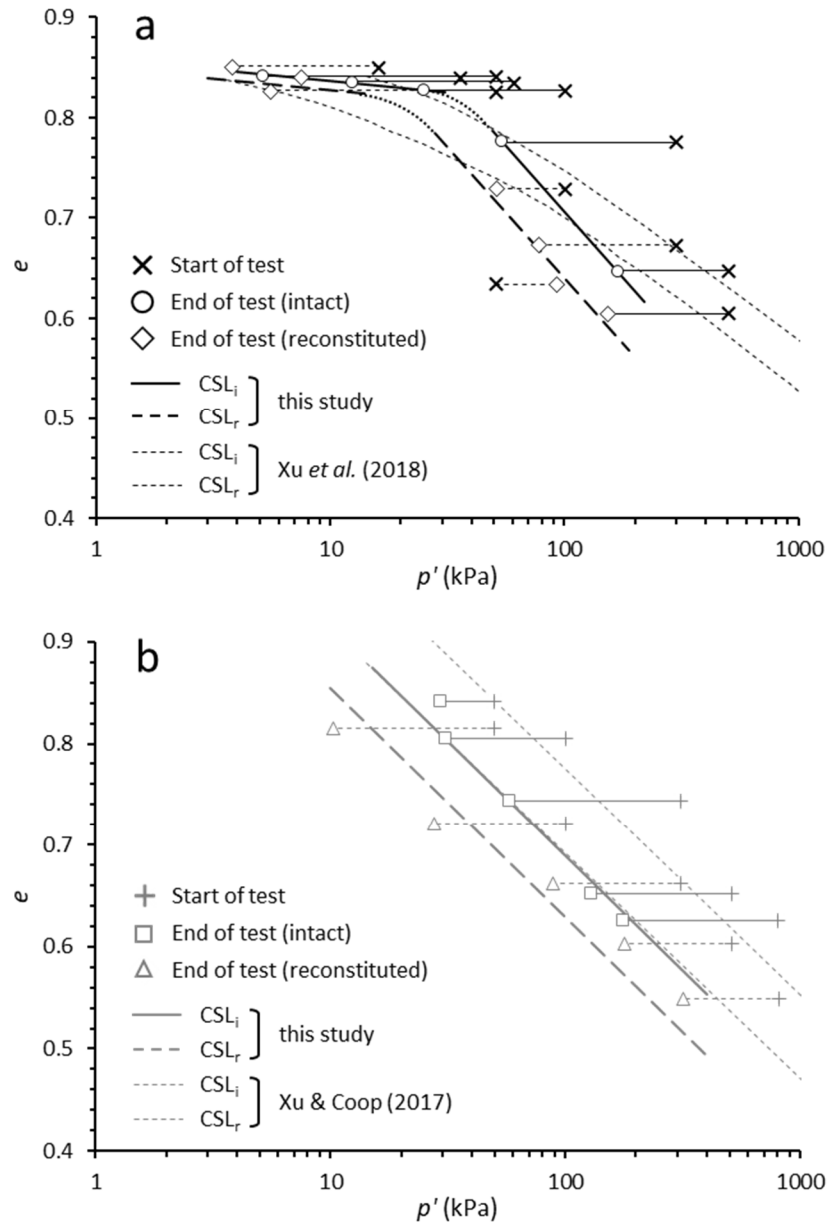 a
0.9
0.8
0.7
0.6
0.5
0.4
e
Start of test
End of test (intact)
End of test (reconstituted)
CSLi
CSLr
this study
CSLi
CSLr
Xu et al. (2018)
1 10 100 1000
p' (kPa)
b
0.9
0.8
0.7
0.6
0.5
0.4
e
Start of test
End of test (intact)
End of test (reconstituted)
CSLi
CSLr
this study
CSLi
CSLr
Xu & Coop (2017)
1 10 100 1000
p' (kPa)